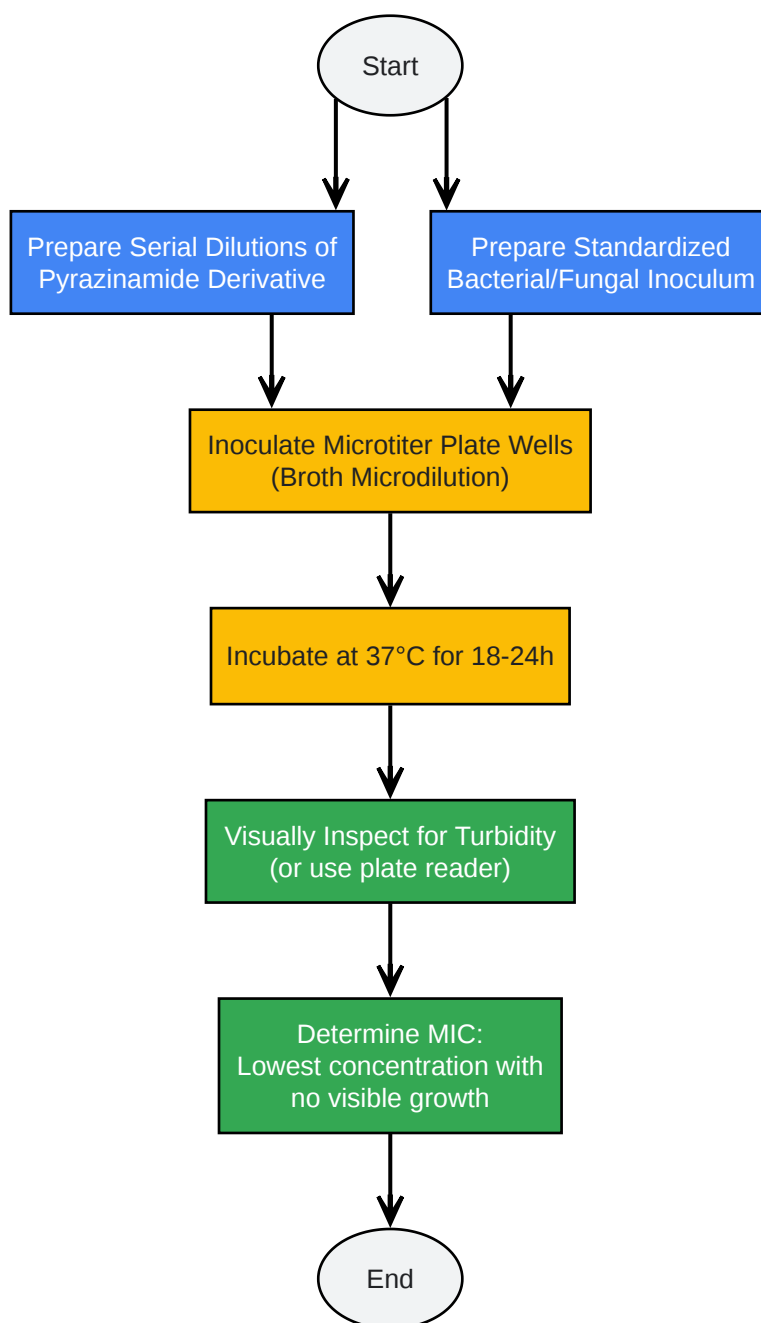 Start
Prepare Serial Dilutions of
Pyrazinamide Derivative
Prepare Standardized
Bacterial/Fungal Inoculum
Inoculate Microtiter Plate Wells
(Broth Microdilution)
Incubate at 37°C for 18-24h
Visually Inspect for Turbidity
(or use plate reader)
Determine MIC:
Lowest concentration with
no visible growth
End